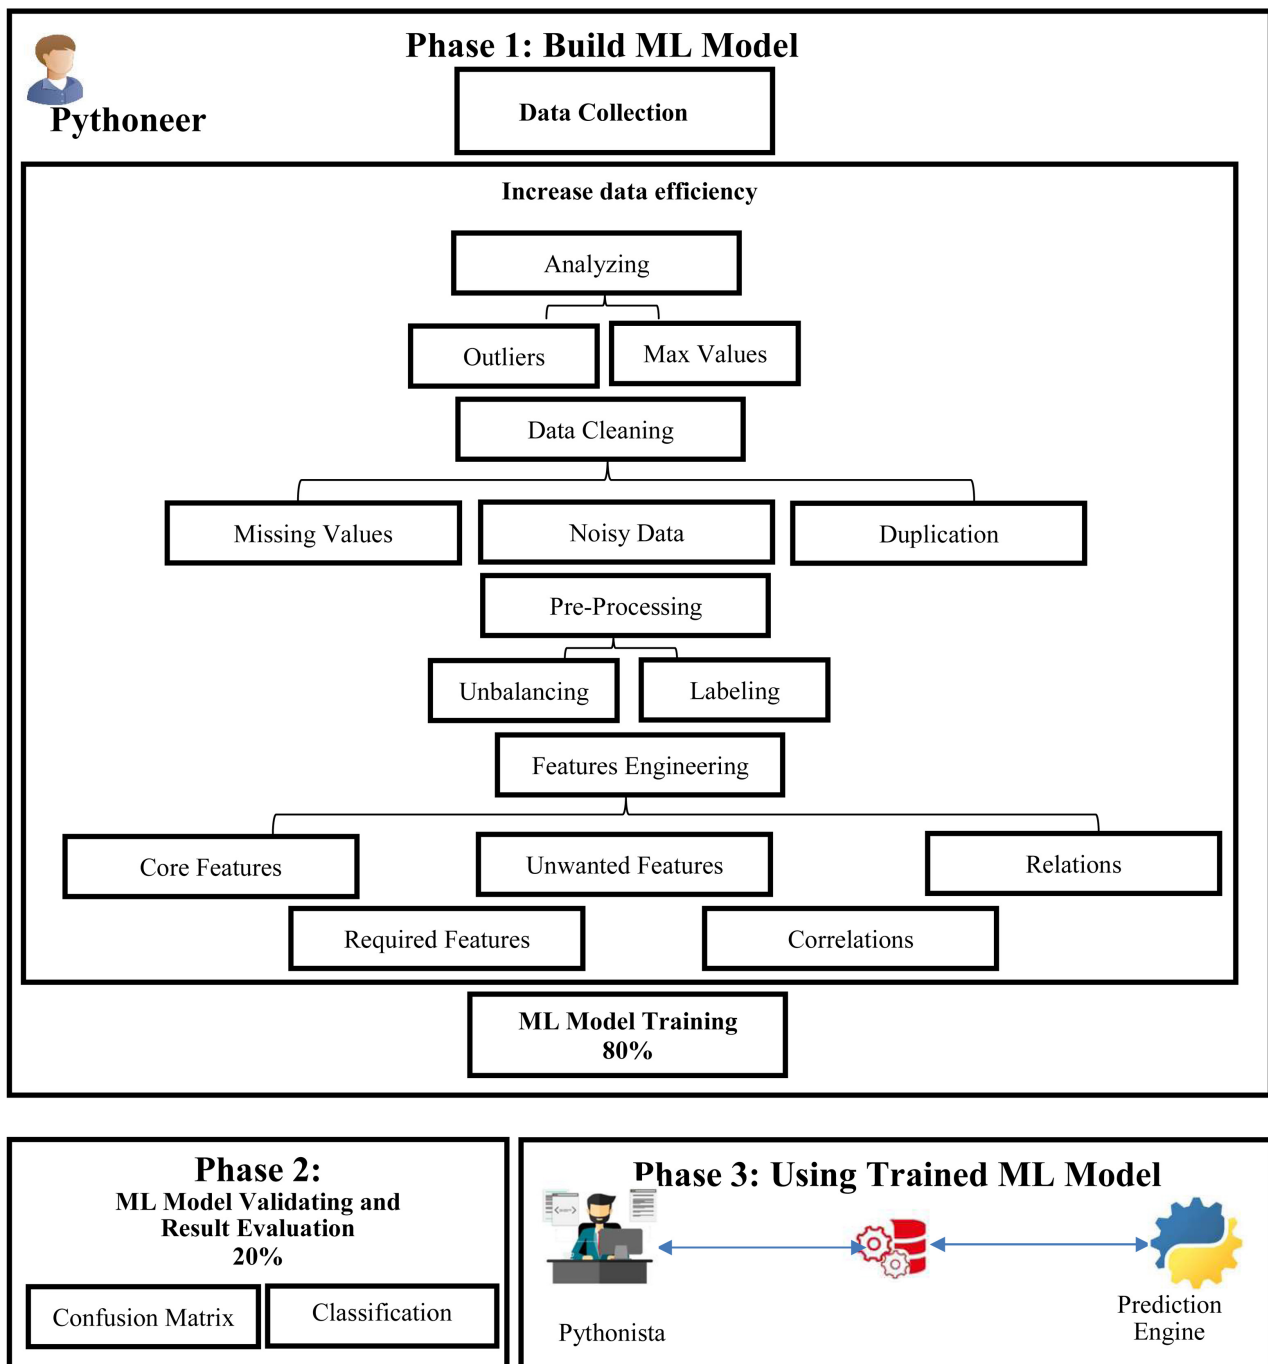 Phase 1: Build ML Model
Pythoneer
Data Collection
Increase data efficiency
Analyzing
Outliers
Max Values
Data Cleaning
Missing Values
Noisy Data
Duplication
Pre-Processing
Unbalancing
Labeling
Features Engineering
Core Features
Unwanted Features
Relations
Required Features
Correlations
ML Model Training
80%
Phase 2:
ML Model Validating and
Result Evaluation
20%
Confusion Matrix
Classification
Phase 3: Using Trained ML Model
Pythonista
Prediction
Engine